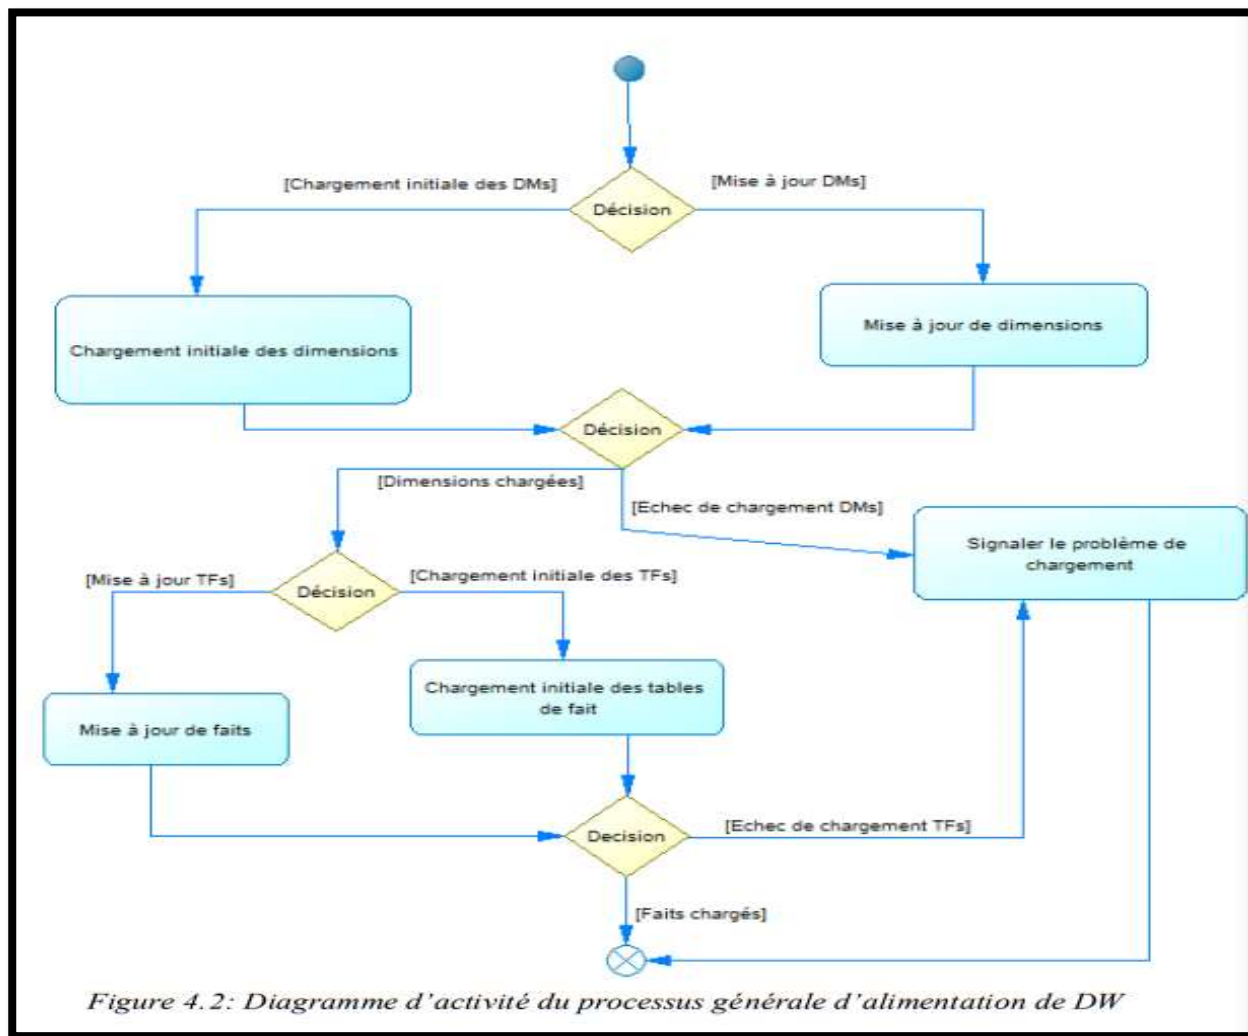 [Chargement initiale des DMs]
[Mise à jour DMs]
Décision
Chargement initiale des dimensions
Mise à jour de dimensions
Décision
[Dimensions chargées]
[Echec de chargement DMs]
Signaler le problème de
chargement
[Mise à jour TFs]
Décision
[Chargement initiale des TFs]
Chargement initiale des tables
de fait
Mise à jour de faits
Decision
[Echec de chargement TFs]
[Faits chargés]
Figure 4.2: Diagramme d'activité du processus générale d'alimentation de DW